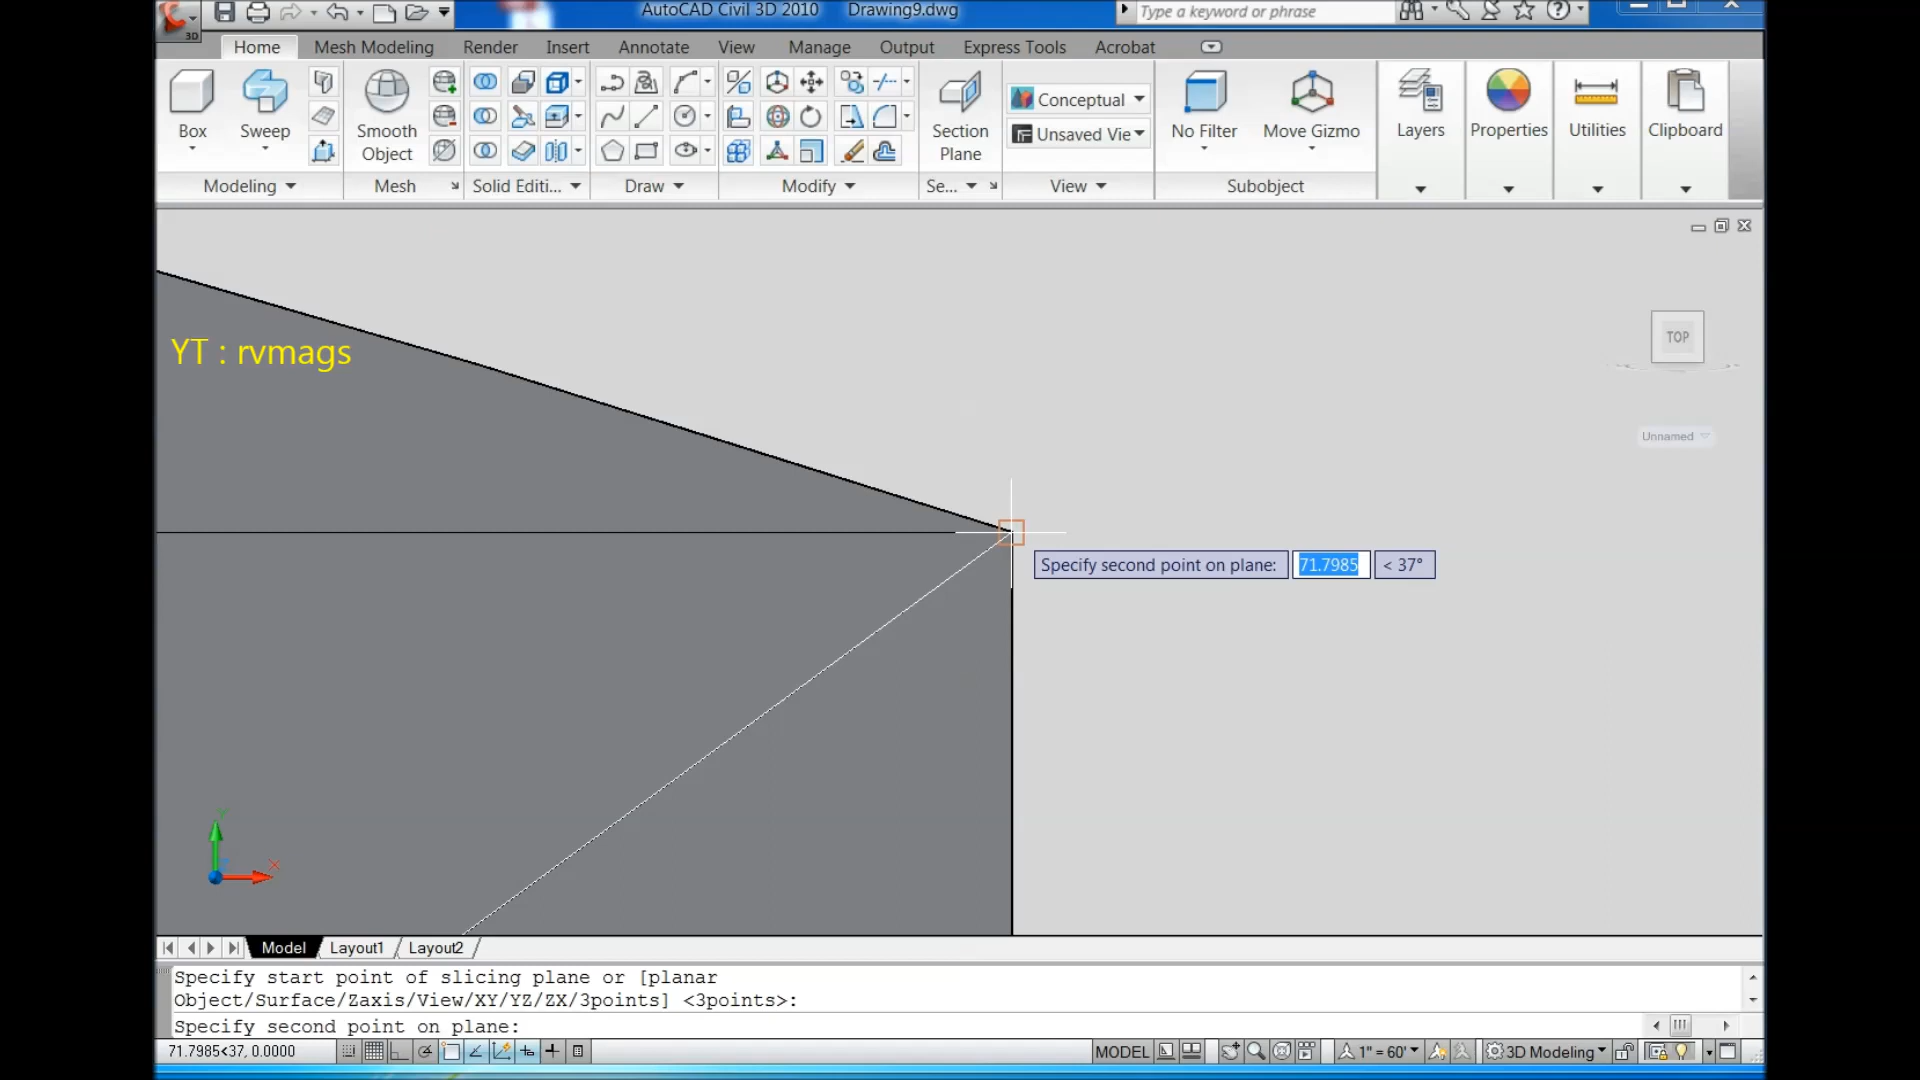 AutoCAD Civil 3D 2010 Drawing9.dwg
Type a keyword or phrase
3D
Home Mesh Modeling Render Insert Annotate View Manage Output Express Tools Acrobat
Box
Sweep
Smooth
Object
Section
Plane
Conceptual
Unsaved Vie
No Filter
Move Gizmo
Layers
Properties
Utilities
Clipboard
Modeling
Mesh
Solid Editi...
Draw
Modify
Se...
View
Subobject
YT : rvmags
TOP
Unnamed
Specify second point on plane: 71.7985 < 37°
Y
X
Model Layout1 Layout2
Specify start point of slicing plane or [planar
Object/Surface/Zaxis/View/XY/YZ/ZX/3points] <3points>:
Specify second point on plane:
71.7985<37, 0.0000
MODEL
1" = 60'
3D Modeling